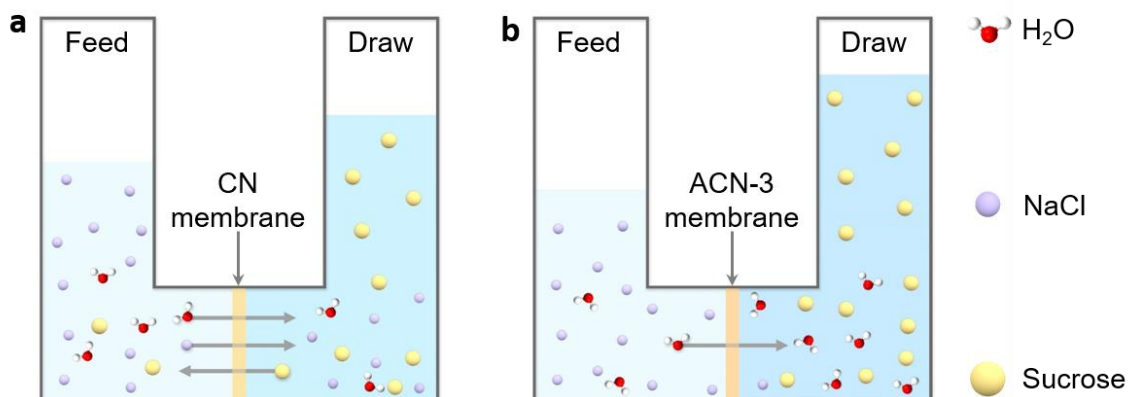 a
Feed
Draw
CN
membrane
b
Feed
Draw
ACN-3
membrane
H₂O
NaCl
Sucrose